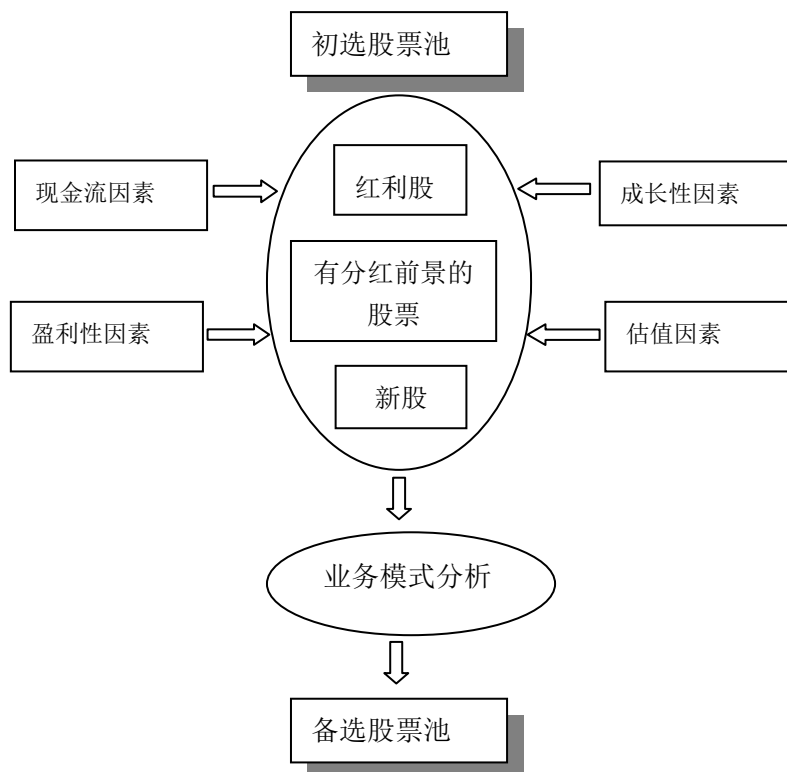 初选股票池
现金流因素
红利股
成长性因素
有分红前景的
股票
盈利性因素
估值因素
新股
业务模式分析
备选股票池